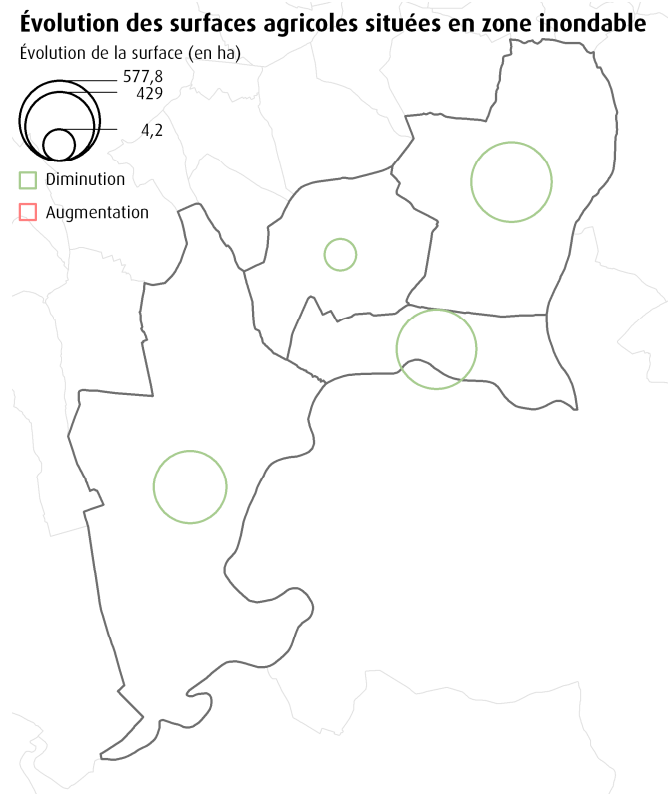 Évolution des surfaces agricoles situées en zone inondable
Évolution de la surface (en ha)
577,8
429
4,2
Diminution
Augmentation